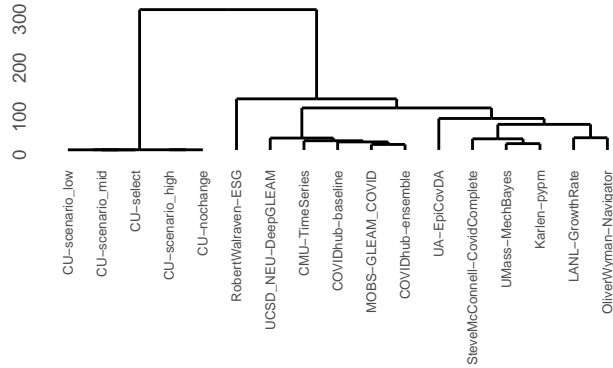 300
200
100
0
CU−scenario_low
CU−scenario_mid
CU−select
CU−scenario_high
CU−nochange
RobertWalraven−ESG
UCSD_NEU−DeepGLEAM
CMU−TimeSeries
COVIDhub−baseline
MOBS−GLEAM_COVID
COVIDhub−ensemble
UA−EpiCovDA
SteveMcConnell−CovidComplete
UMass−MechBayes
Karlen−pypm
LANL−GrowthRate
OliverWyman−Navigator